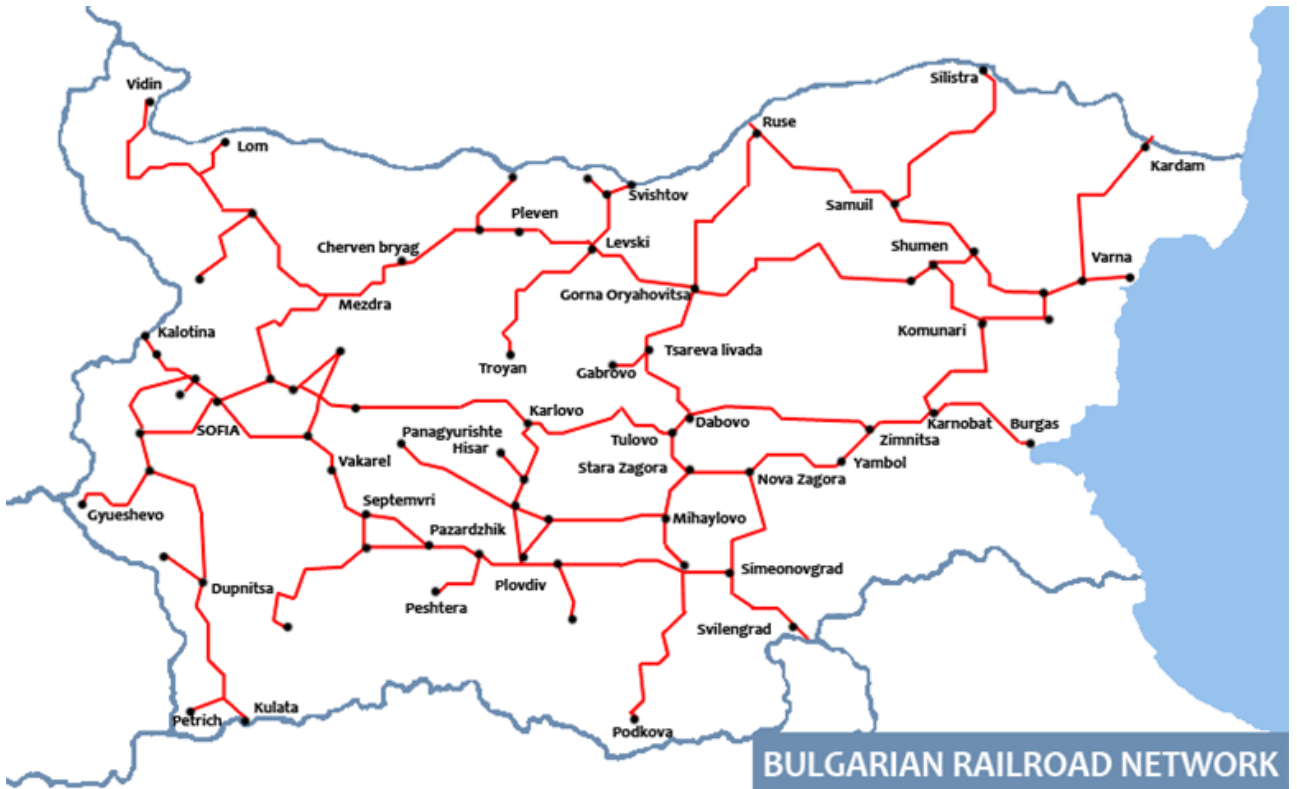 Vidin
Lom
Silistra
Ruse
Kardam
Svishtov
Samuil
Pleven
Cherven bryag
Levski
Shumen
Varna
Mezdra
Gorna Oryahovitsa
Kalotina
Komunari
Troyan
Tsareva livada
Gabrovo
SOFIA
Karlovo
Dabovo
Karnobat
Burgas
Panagyurishte
Hisar
Tulovo
Zimnitsa
Vakarel
Stara Zagora
Nova Zagora
Yambol
Gyueshevo
Septemvri
Pazardzhik
Mihaylovo
Dupnitsa
Peshtera
Plovdiv
Simeonovgrad
Svilengrad
Petrich
Kulata
Podkova
BULGARIAN RAILROAD NETWORK